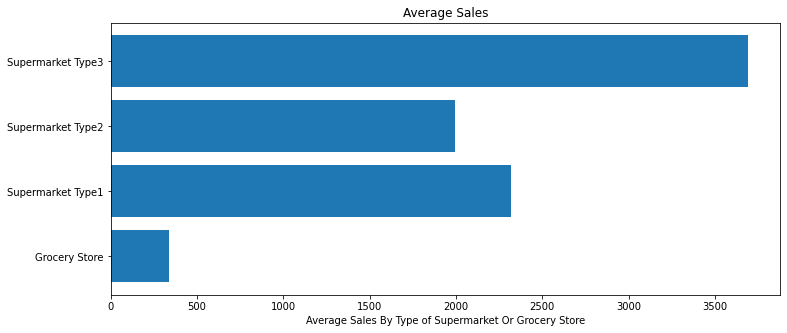 Average Sales
Supermarket Type3
Supermarket Type2
Supermarket Type1
Grocery Store
0 500 1000 1500 2000 2500 3000 3500
Average Sales By Type of Supermarket Or Grocery Store